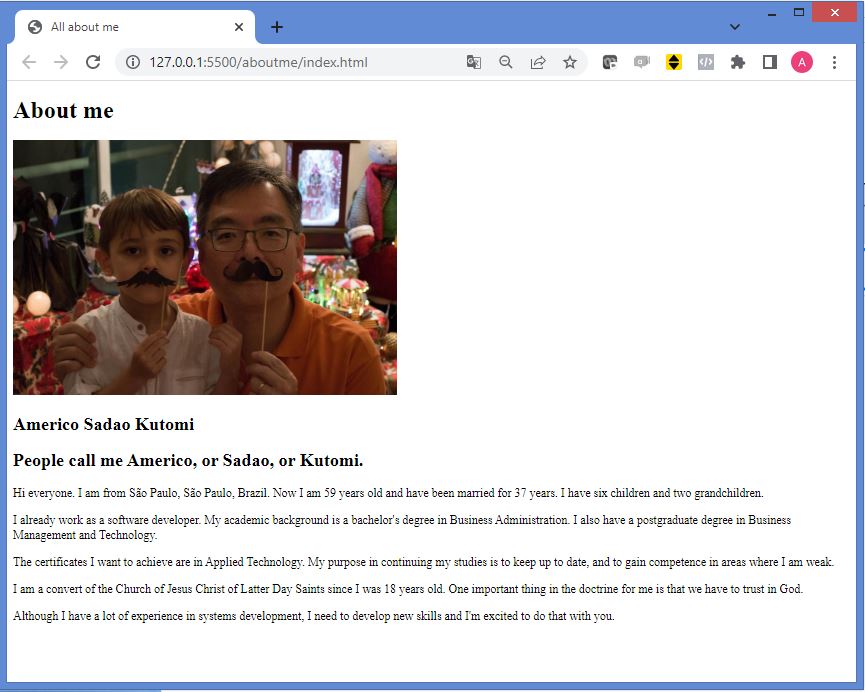 All about me
127.0.0.1:5500/aboutme/index.html
A
About me
Americo Sadao Kutomi
People call me Americo, or Sadao, or Kutomi.
Hi everyone. I am from São Paulo, São Paulo, Brazil. Now I am 59 years old and have been married for 37 years. I have six children and two grandchildren.
I already work as a software developer. My academic background is a bachelor's degree in Business Administration. I also have a postgraduate degree in Business
Management and Technology.
The certificates I want to achieve are in Applied Technology. My purpose in continuing my studies is to keep up to date, and to gain competence in areas where I am weak.
I am a convert of the Church of Jesus Christ of Latter Day Saints since I was 18 years old. One important thing in the doctrine for me is that we have to trust in God.
Although I have a lot of experience in systems development, I need to develop new skills and I'm excited to do that with you.